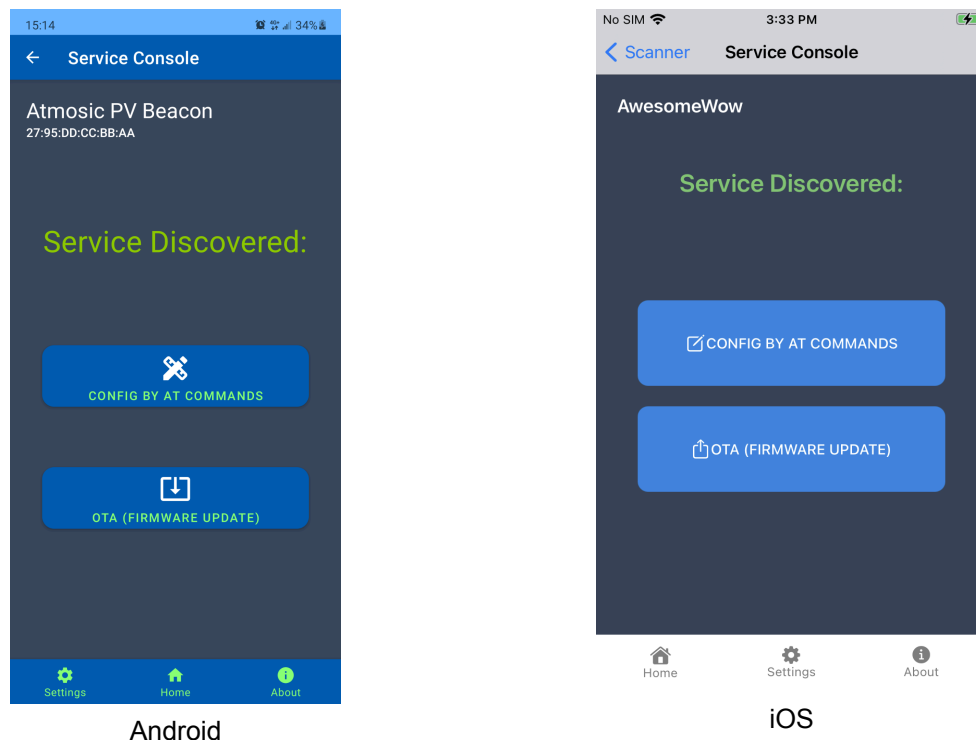 15:14
34%
Service Console
Atmosic PV Beacon
27:95:DD:CC:BB:AA
Service Discovered:
CONFIG BY AT COMMANDS
OTA (FIRMWARE UPDATE)
Settings
Home
About
Android
No SIM
3:33 PM
Scanner
Service Console
AwesomeWow
Service Discovered:
CONFIG BY AT COMMANDS
OTA (FIRMWARE UPDATE)
Home
Settings
About
iOS